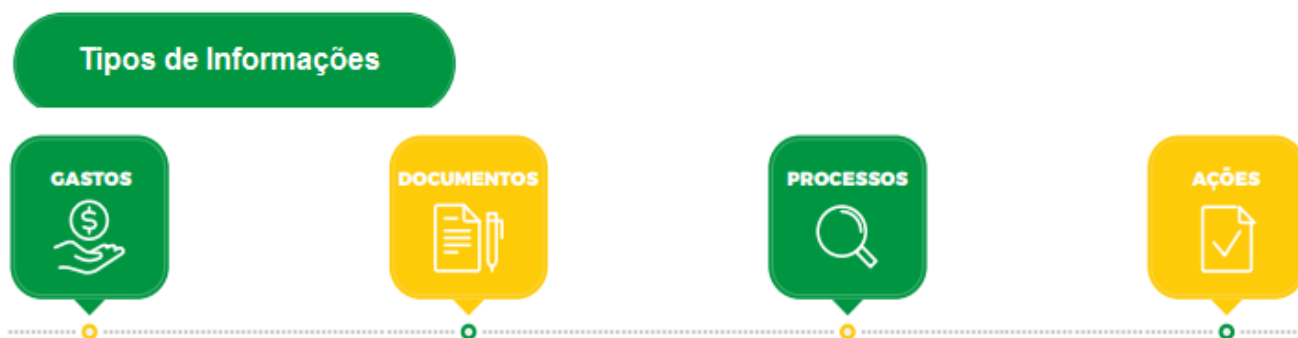 Tipos de Informações
GASTOS
DOCUMENTOS
PROCESSOS
AÇÕES